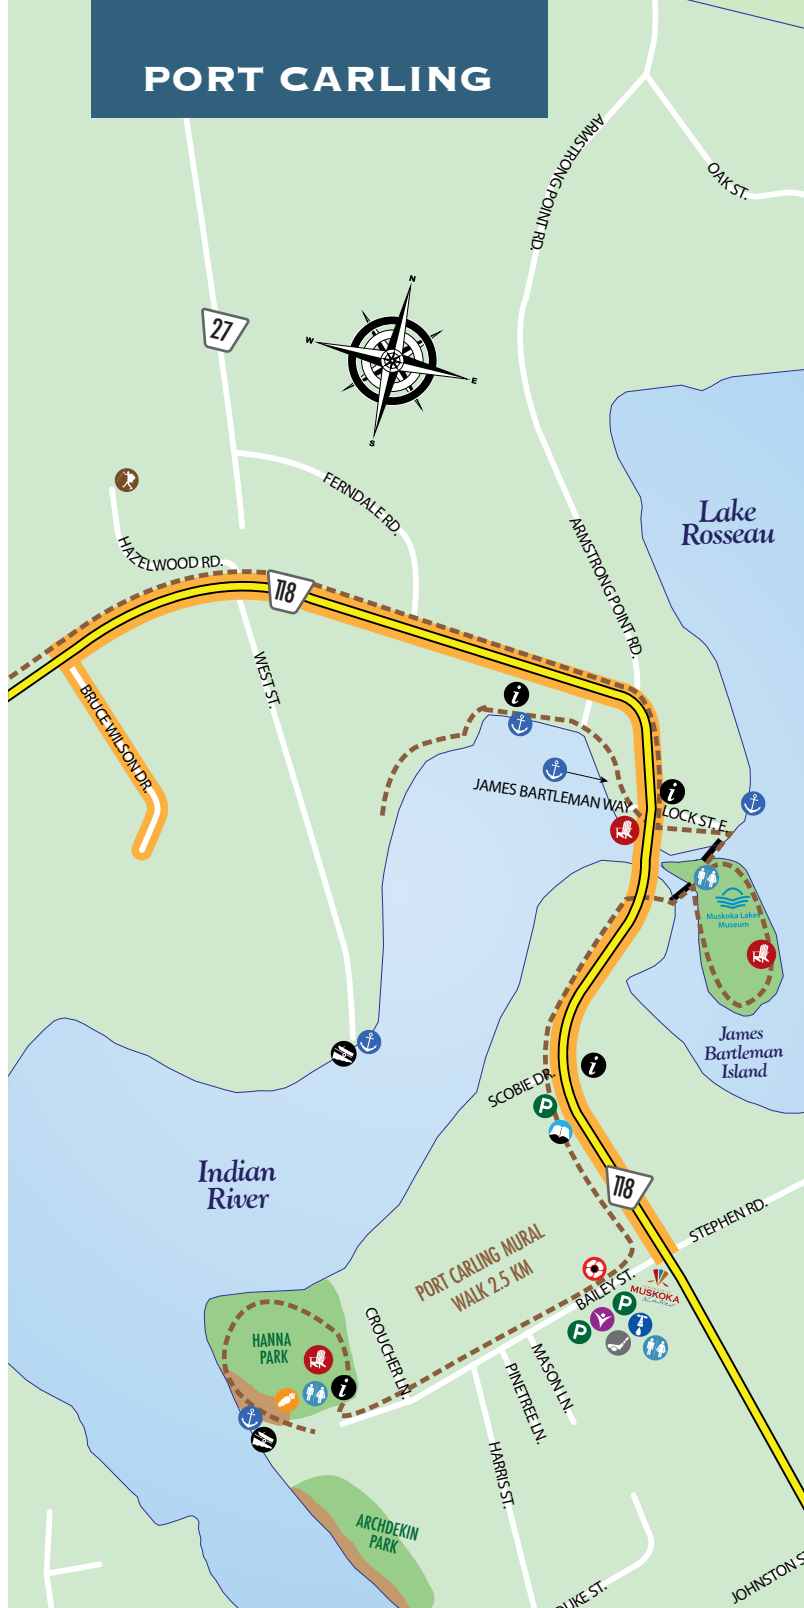 PORT CARLING
ARMSTRONG POINT RD.
OAK ST.
27
N
W
E
S
FERNDALE RD.
Lake
Rosseau
HAZELWOOD RD.
118
ARMSTRONG POINT RD.
WEST ST.
BRUCE WILSON DR.
i
JAMES BARTLEMAN WAY
i
LOCK ST. E.
Muskoka Lakes
Museum
James
Bartleman
Island
i
SCOBIE DR.
P
118
Indian
River
STEPHEN RD.
PORT CARLING MURAL
WALK 2.5 KM
BAILEY ST.
MUSKOKA
P
P
HANNA
PARK
i
CROUCHER LN.
MASON LN.
PINETREE LN.
HARRIS ST.
ARCHDEKIN
PARK
JOHNSTON S
DUKE ST.